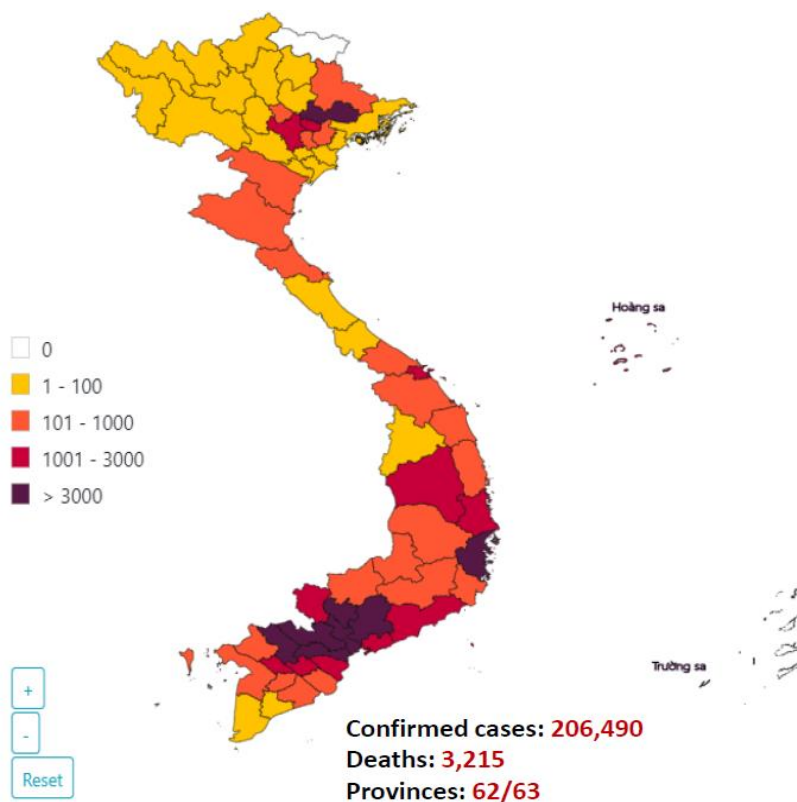 Hoàng sa
0
1 - 100
101 - 1000
1001 - 3000
> 3000
Trường sa
+
-
Reset
Confirmed cases: 206,490
Deaths: 3,215
Provinces: 62/63